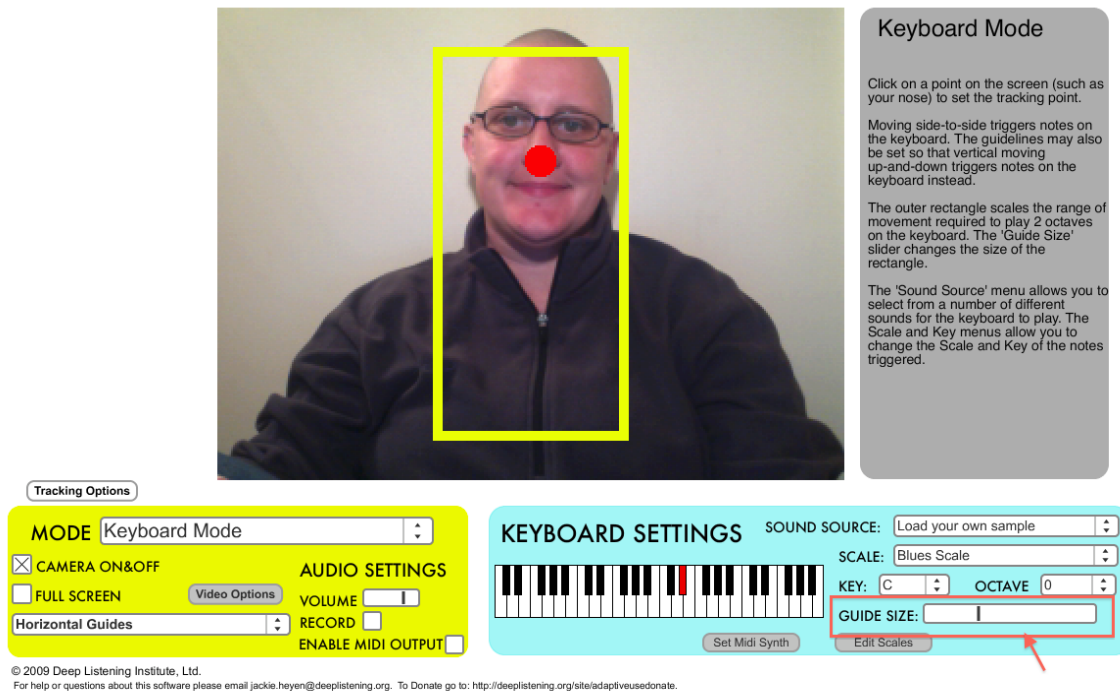 Keyboard Mode
Click on a point on the screen (such as
your nose) to set the tracking point.
Moving side-to-side triggers notes on
the keyboard. The guidelines may also
be set so that vertical moving
up-and-down triggers notes on the
keyboard instead.
The outer rectangle scales the range of
movement required to play 2 octaves
on the keyboard. The 'Guide Size'
slider changes the size of the
rectangle.
The 'Sound Source' menu allows you to
select from a number of different
sounds for the keyboard to play. The
Scale and Key menus allow you to
change the Scale and Key of the notes
triggered.
Tracking Options
MODE Keyboard Mode
CAMERA ON&OFF
FULL SCREEN Video Options
Horizontal Guides
AUDIO SETTINGS
VOLUME
RECORD
ENABLE MIDI OUTPUT
KEYBOARD SETTINGS
SOUND SOURCE: Load your own sample
SCALE: Blues Scale
KEY: C OCTAVE 0
GUIDE SIZE:
Set Midi Synth Edit Scales
© 2009 Deep Listening Institute, Ltd.
For help or questions about this software please email jackie.heyen@deeplistening.org. To Donate go to: http://deeplistening.org/site/adaptiveusedonate.